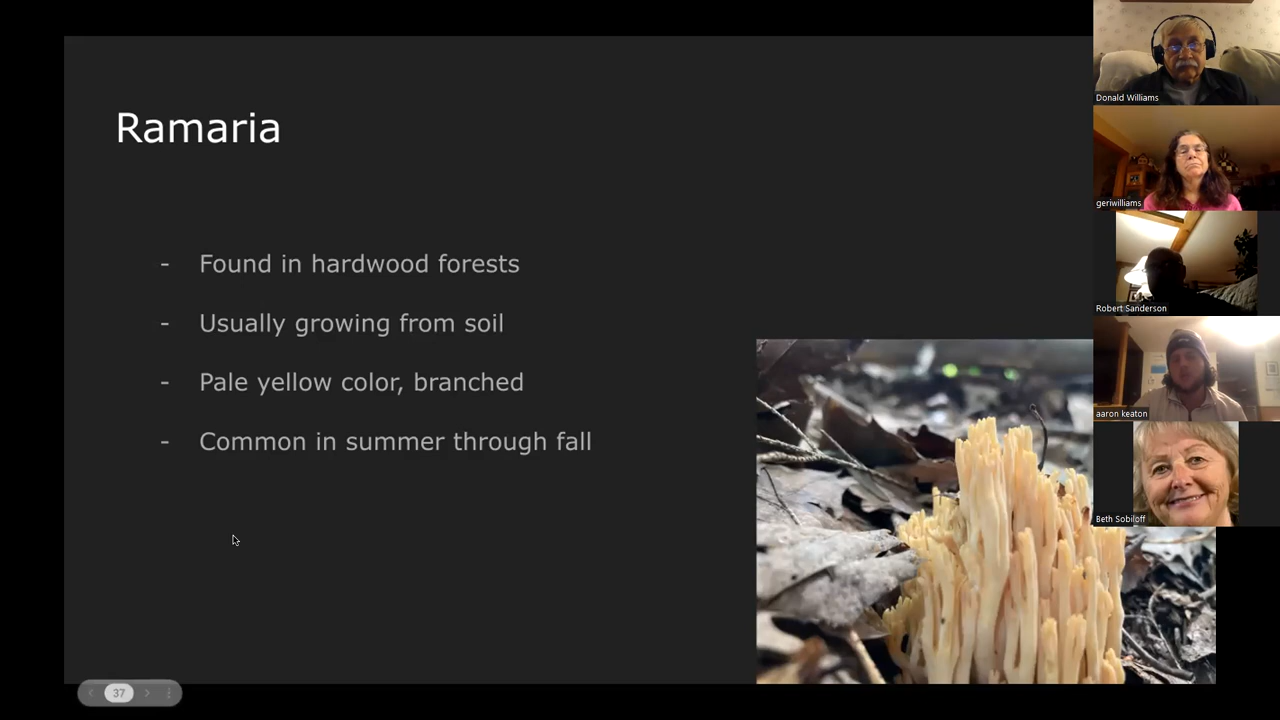 Ramaria
- Found in hardwood forests
- Usually growing from soil
- Pale yellow color, branched
- Common in summer through fall
37
Donald Williams
geriwilliams
Robert Sanderson
aaron keaton
Beth Sobiloff